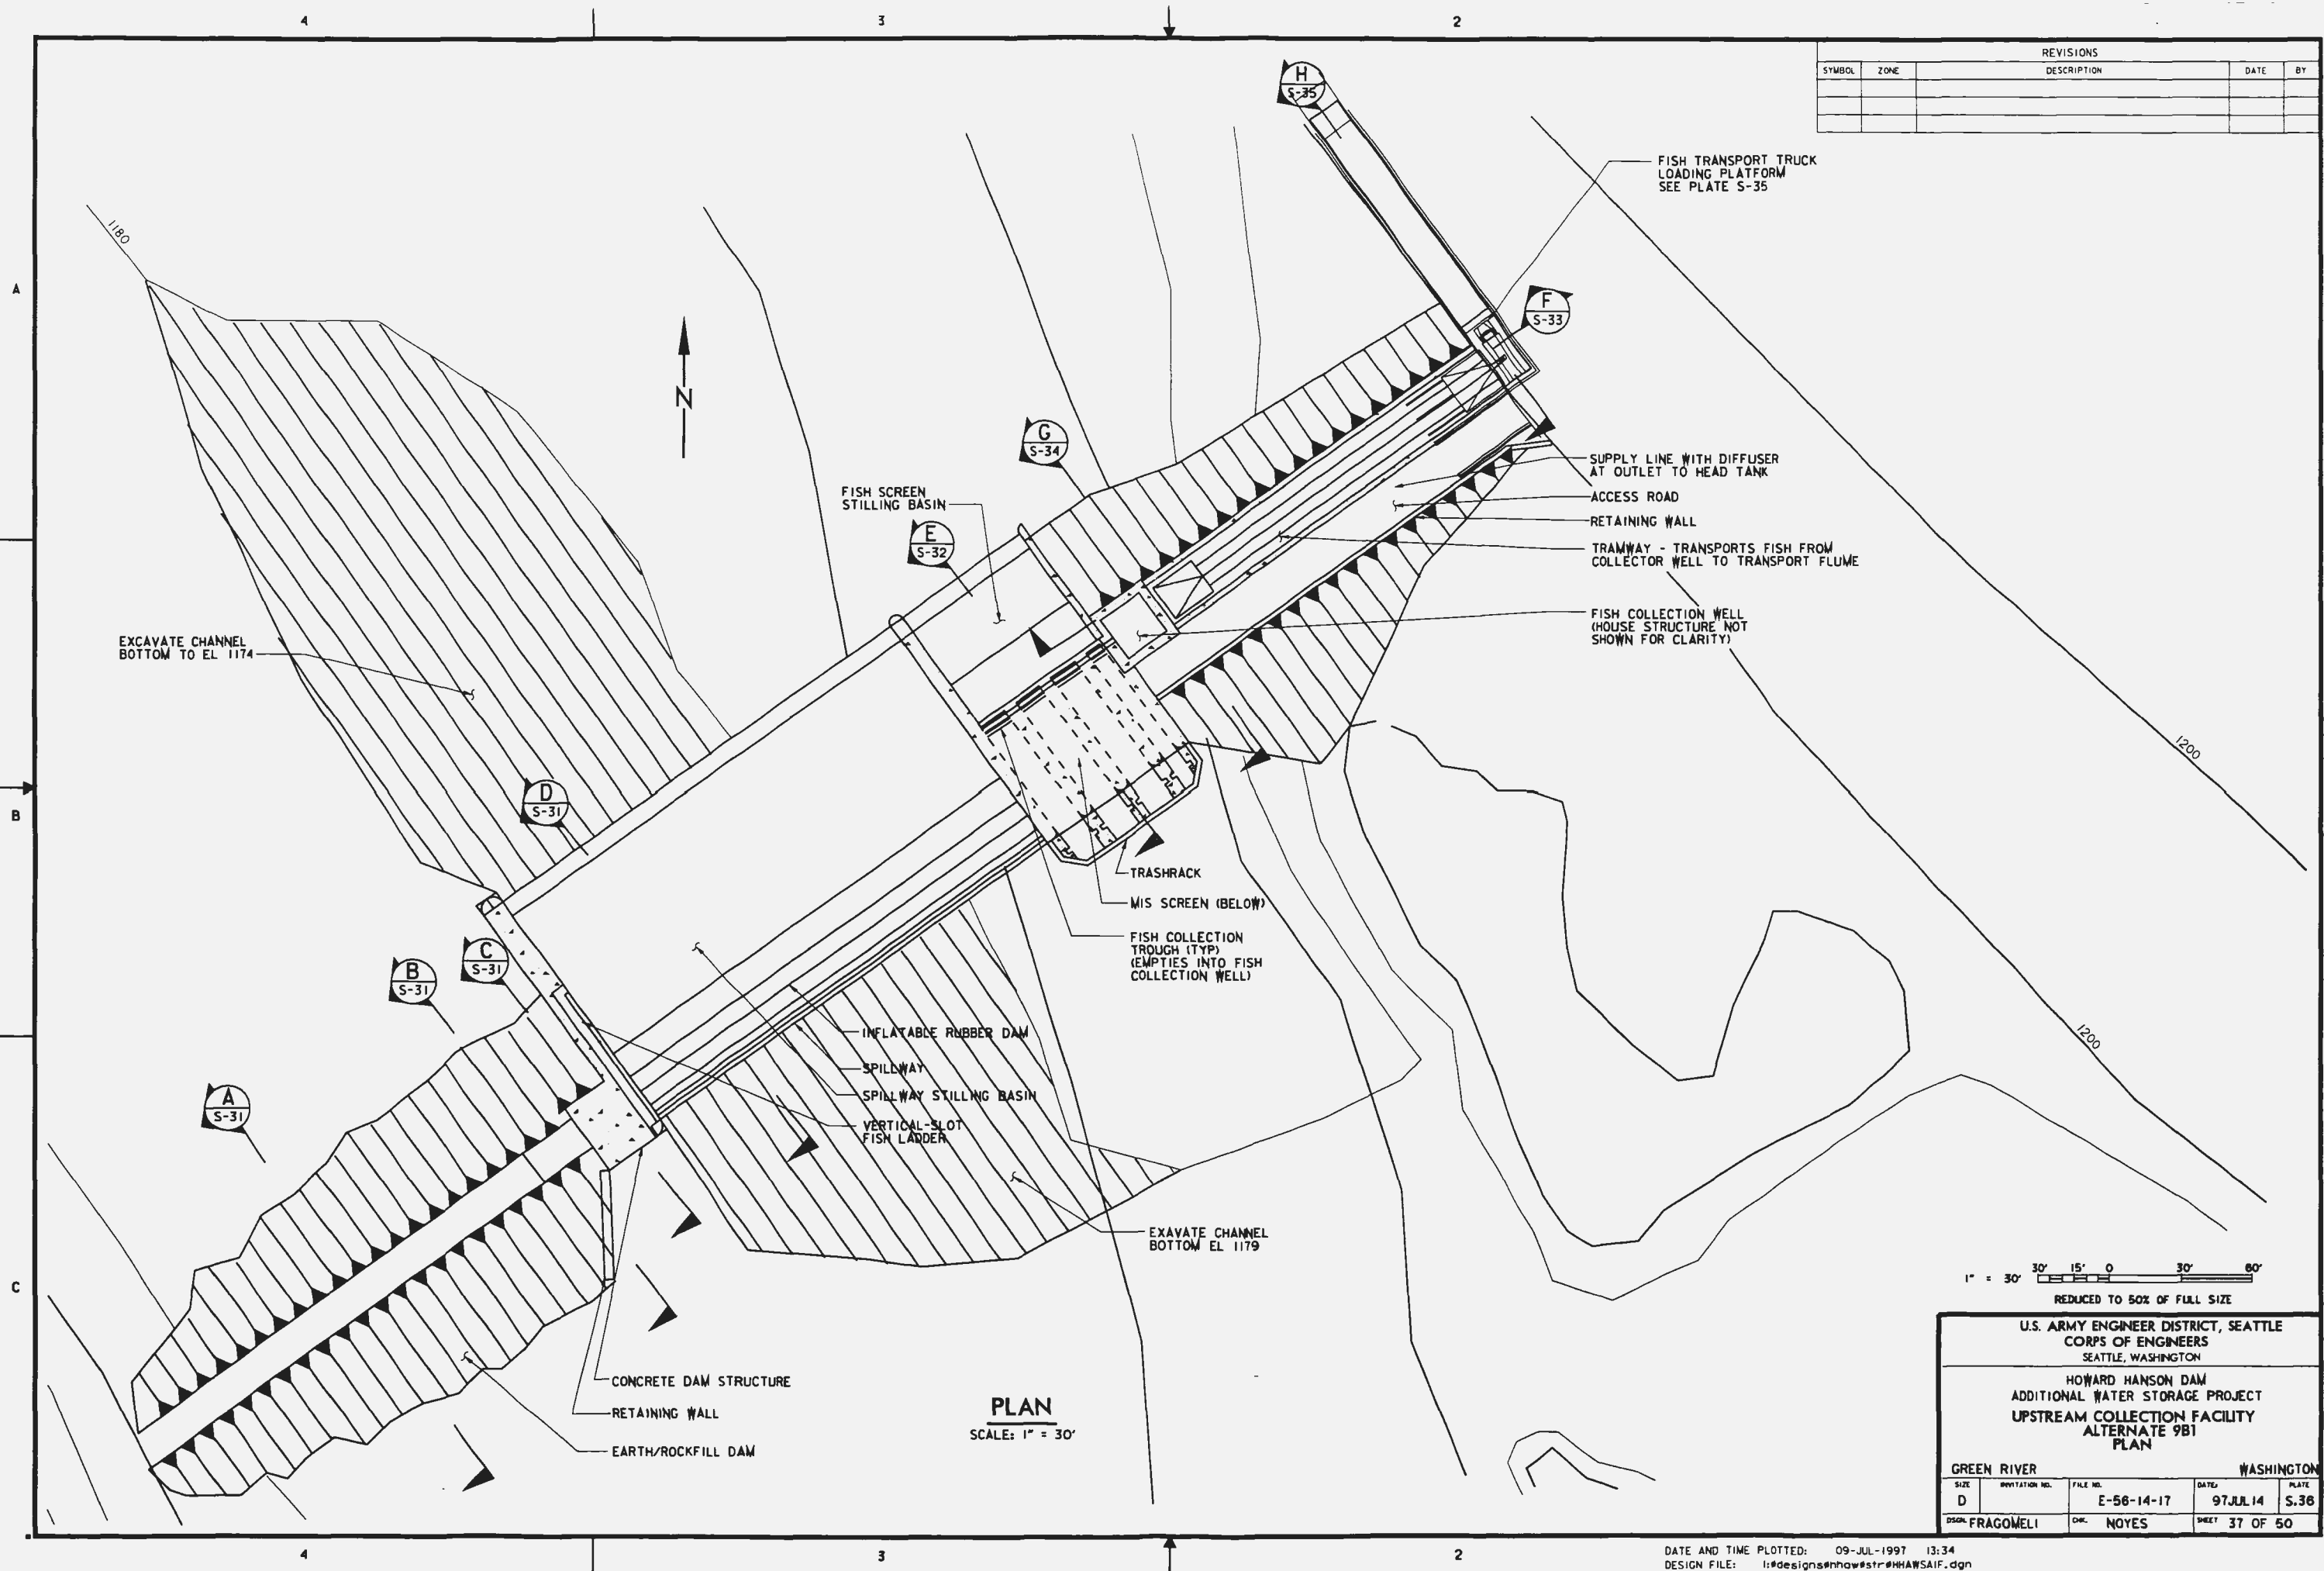 4
3
2
REVISIONS
SYMBOL ZONE DESCRIPTION DATE BY
H
S-35
FISH TRANSPORT TRUCK
LOADING PLATFORM
SEE PLATE S-35
1180
A
F
S-33
N
G
S-34
SUPPLY LINE WITH DIFFUSER
AT OUTLET TO HEAD TANK
ACCESS ROAD
RETAINING WALL
FISH SCREEN
STILLING BASIN
E
S-32
TRAMWAY - TRANSPORTS FISH FROM
COLLECTOR WELL TO TRANSPORT FLUME
FISH COLLECTION WELL
(HOUSE STRUCTURE NOT
SHOWN FOR CLARITY)
EXCAVATE CHANNEL
BOTTOM TO EL 1174
1200
D
S-31
B
TRASHRACK
MIS SCREEN (BELOW)
FISH COLLECTION
TROUGH (TYP)
(EMPTIES INTO FISH
COLLECTION WELL)
C
S-31
B
S-31
1200
INFLATABLE RUBBER DAM
SPILLWAY
SPILLWAY STILLING BASIN
VERTICAL-SLOT
FISH LADDER
A
S-31
EXAVATE CHANNEL
BOTTOM EL 1179
C
1" = 30' 30' 15' 0 30' 60'
REDUCED TO 50% OF FULL SIZE
CONCRETE DAM STRUCTURE
RETAINING WALL
EARTH/ROCKFILL DAM
PLAN
SCALE: 1" = 30'
U.S. ARMY ENGINEER DISTRICT, SEATTLE
CORPS OF ENGINEERS
SEATTLE, WASHINGTON
HOWARD HANSON DAM
ADDITIONAL WATER STORAGE PROJECT
UPSTREAM COLLECTION FACILITY
ALTERNATE 9B1
PLAN
GREEN RIVER WASHINGTON
SIZE INVITATION NO. FILE NO. DATE: PLATE
D E-56-14-17 97JUL14 S.36
DSGN. FRAGOMELI CHK. NOYES SHEET 37 OF 50
4
3
2
DATE AND TIME PLOTTED: 09-JUL-1997 13:34
DESIGN FILE: